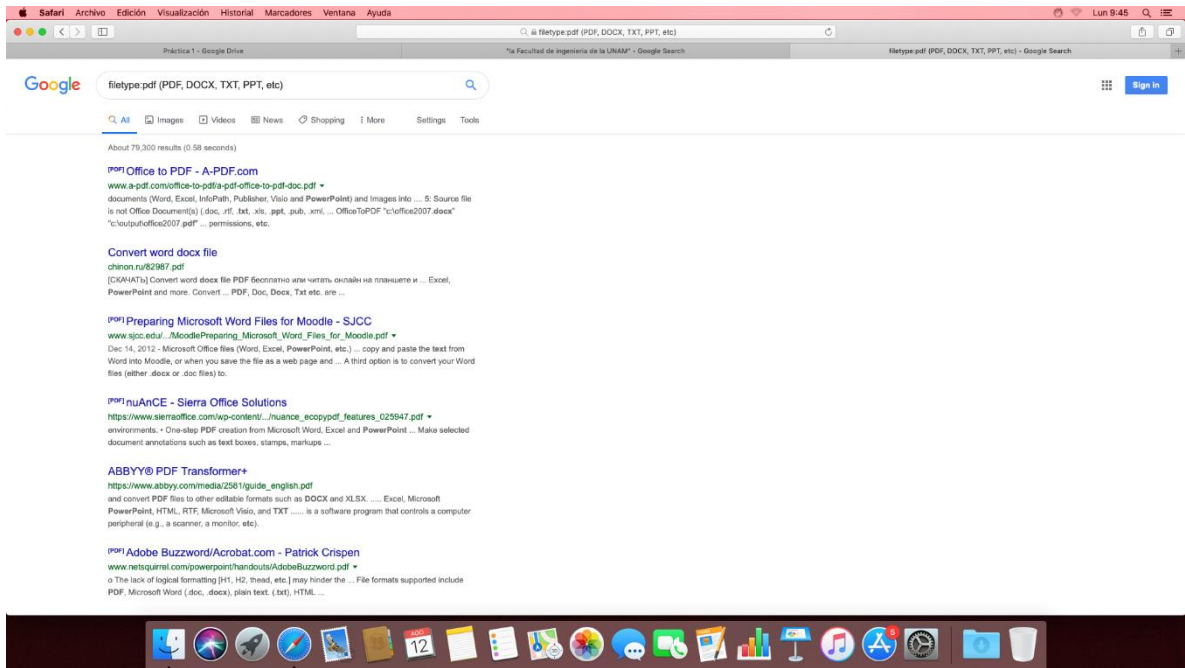 Safari Archivo Edición Visualización Historial Marcadores Ventana Ayuda Lun 9:45
filetype:pdf (PDF, DOCX, TXT, PPT, etc)
Práctica 1 - Google Drive
"la Facultad de ingenieria de la UNAM" - Google Search
filetype:pdf (PDF, DOCX, TXT, PPT, etc) - Google Search
Google
filetype:pdf (PDF, DOCX, TXT, PPT, etc)
Sign in
All Images Videos News Shopping More Settings Tools
About 79,300 results (0.58 seconds)
[PDF] Office to PDF - A-PDF.com
www.a-pdf.com/office-to-pdf/a-pdf-office-to-pdf-doc.pdf
documents (Word, Excel, InfoPath, Publisher, Visio and PowerPoint) and Images into .... 5: Source file
is not Office Document(s) (.doc, .rtf, .txt, .xls, .ppt, .pub, .xml, ... OfficeToPDF "c:\office2007.docx"
"c:\output\office2007.pdf" ... permissions, etc.
Convert word docx file
chinon.ru/82987.pdf
[СКАЧАТЬ] Convert word docx file PDF бесплатно или читать онлайн на планшете и ... Excel,
PowerPoint and more. Convert ... PDF, Doc, Docx, Txt etc. are ...
[PDF] Preparing Microsoft Word Files for Moodle - SJCC
www.sjcc.edu/.../MoodlePreparing_Microsoft_Word_Files_for_Moodle.pdf
Dec 14, 2012 - Microsoft Office files (Word, Excel, PowerPoint, etc.) ... copy and paste the text from
Word into Moodle, or when you save the file as a web page and ... A third option is to convert your Word
files (either .docx or .doc files) to.
[PDF] nuAnCE - Sierra Office Solutions
https://www.sierraoffice.com/wp-content/.../nuance_ecopypdf_features_025947.pdf
environments. • One-step PDF creation from Microsoft Word, Excel and PowerPoint ... Make selected
document annotations such as text boxes, stamps, markups ...
ABBYY® PDF Transformer+
https://www.abbyy.com/media/2581/guide_english.pdf
and convert PDF files to other editable formats such as DOCX and XLSX. ..... Excel, Microsoft
PowerPoint, HTML, RTF, Microsoft Visio, and TXT ...... is a software program that controls a computer
peripheral (e.g., a scanner, a monitor, etc).
[PDF] Adobe Buzzword/Acrobat.com - Patrick Crispen
www.netsquirrel.com/powerpoint/handouts/AdobeBuzzword.pdf
o The lack of logical formatting [H1, H2, thead, etc.] may hinder the ... File formats supported include
PDF, Microsoft Word (.doc, .docx), plain text. (.txt), HTML ...
AGO
12
5